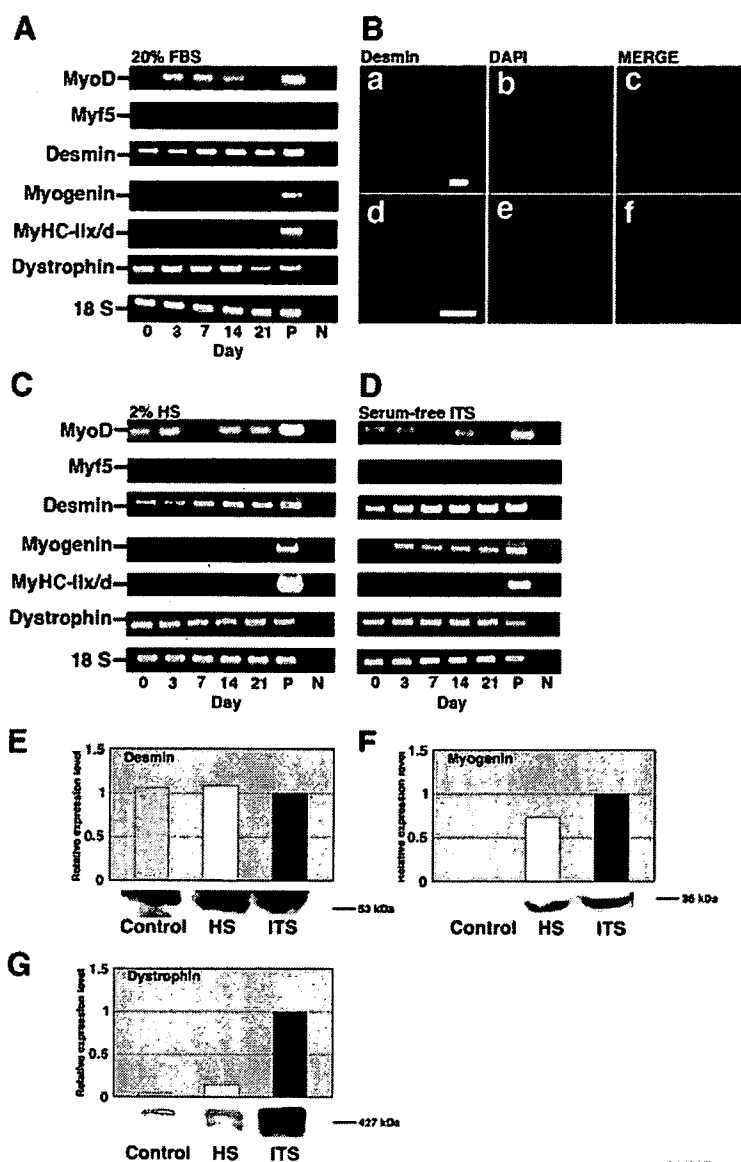 A
20% FBS
MyoD
Myf5
Desmin
Myogenin
MyHC-IIx/d
Dystrophin
18 S
0 3 7 14 21 P N
Day
B
Desmin DAPI MERGE
a b c
d e f
C
2% HS
MyoD
Myf5
Desmin
Myogenin
MyHC-IIx/d
Dystrophin
18 S
0 3 7 14 21 P N
Day
D
Serum-free ITS
0 3 7 14 21 P N
Day
E
Relative expression level
1.5
1
0.5
0
Desmin
53 kDa
Control HS ITS
F
Relative expression level
1.5
1
0.5
0
Myogenin
36 kDa
Control HS ITS
G
Relative expression level
1.5
1
0.5
0
Dystrophin
427 kDa
Control HS ITS